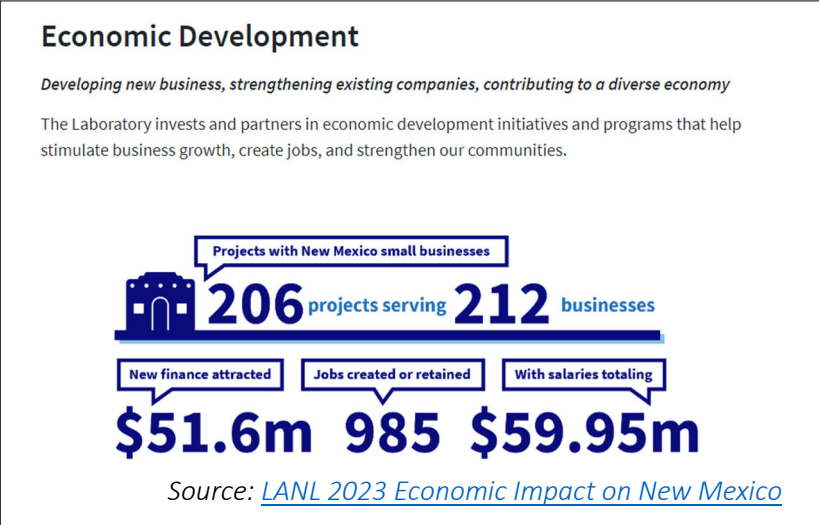 Economic Development
Developing new business, strengthening existing companies, contributing to a diverse economy
The Laboratory invests and partners in economic development initiatives and programs that help
stimulate business growth, create jobs, and strengthen our communities.
Projects with New Mexico small businesses
206 projects serving 212 businesses
New finance attracted
Jobs created or retained
With salaries totaling
$51.6m 985 $59.95m
Source: LANL 2023 Economic Impact on New Mexico